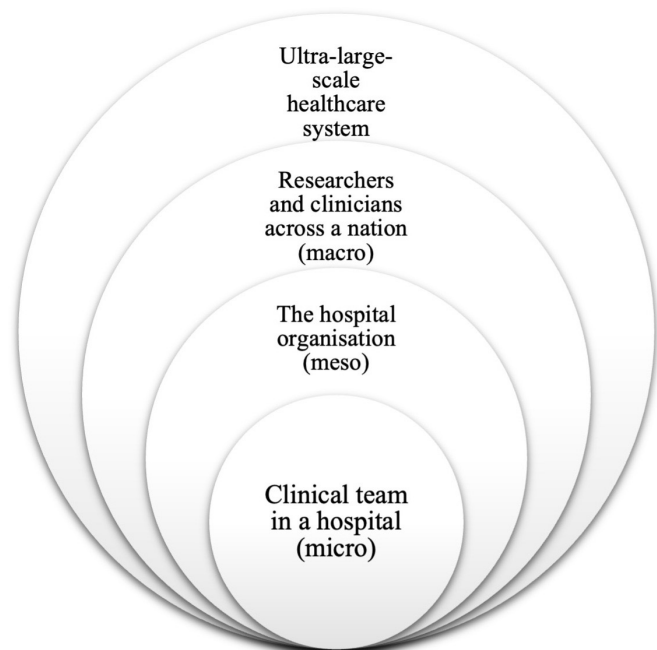 Ultra-large-
scale
healthcare
system
Researchers
and clinicians
across a nation
(macro)
The hospital
organisation
(meso)
Clinical team
in a hospital
(micro)